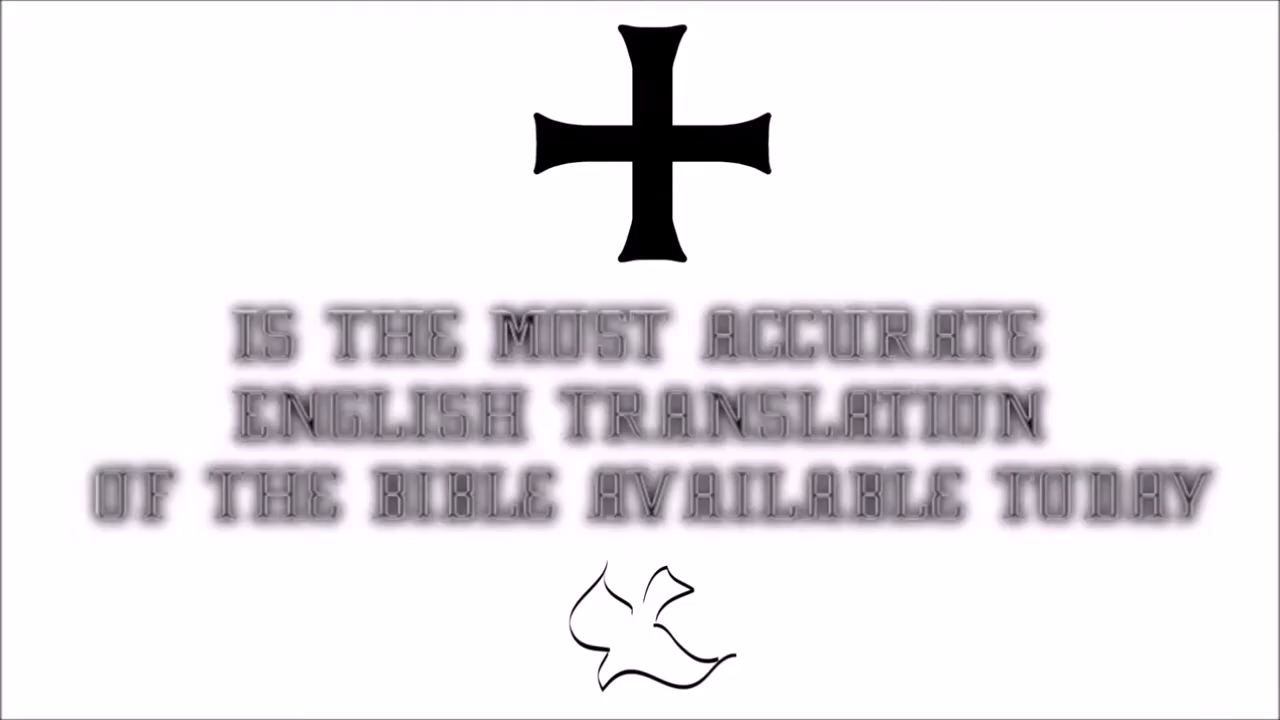 IS THE MOST ACCURATE
ENGLISH TRANSLATION
OF THE BIBLE AVAILABLE TODAY